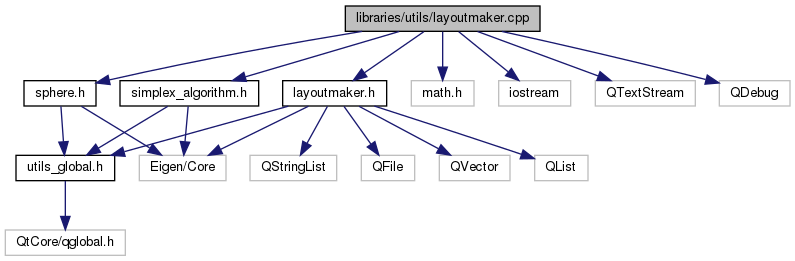 libraries/utils/layoutmaker.cpp
sphere.h
simplex_algorithm.h
layoutmaker.h
math.h
iostream
QTextStream
QDebug
utils_global.h
Eigen/Core
QStringList
QFile
QVector
QList
QtCore/qglobal.h